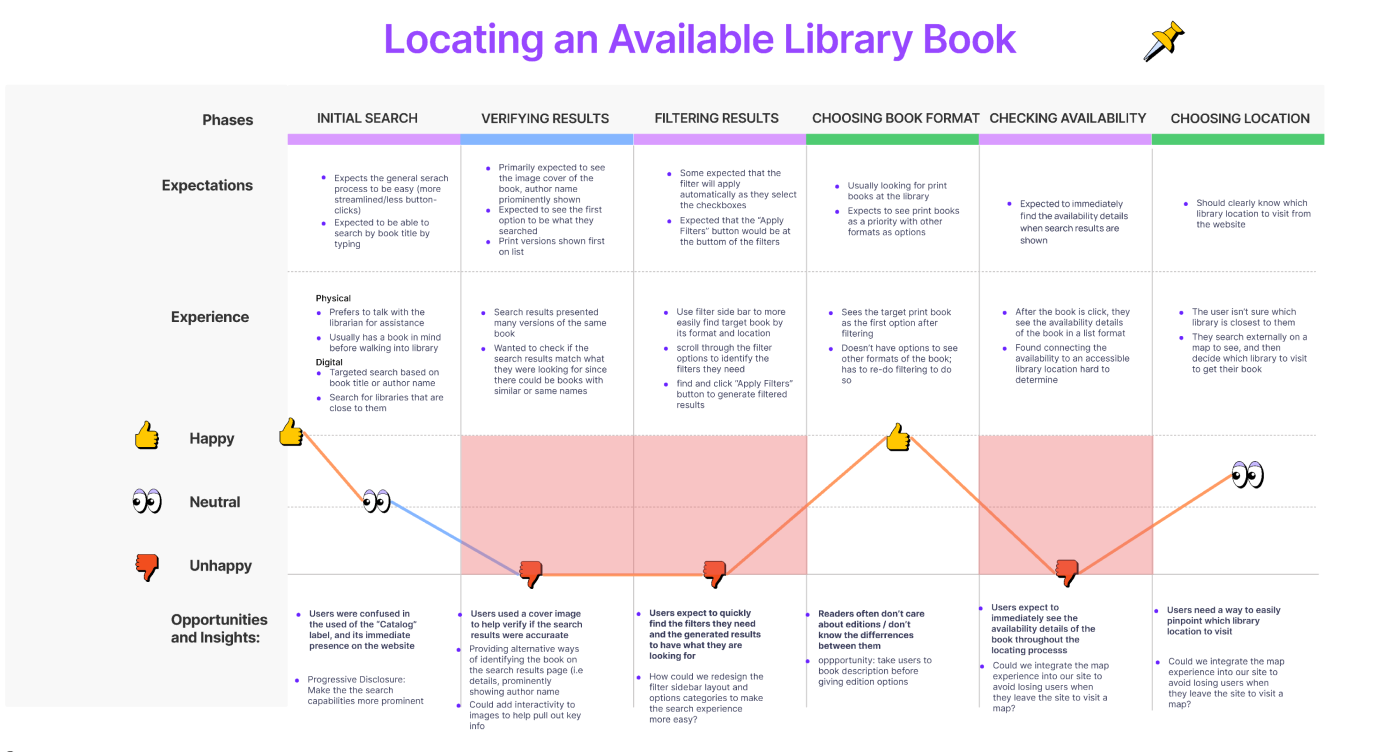 Locating an Available Library Book
Phases
INITIAL SEARCH
VERIFYING RESULTS
FILTERING RESULTS
CHOOSING BOOK FORMAT
CHECKING AVAILABILITY
CHOOSING LOCATION
Expectations
Expects the general serach
process to be easy (more
streamlined/less button-
clicks)
Expected to be able to
search by book title by
typing
Primarily expected to see
the image cover of the
book, author name
prominently shown
Expected to see the first
option to be what they
searched
Print versions shown first
on list
Some expected that the
filter will apply
automatically as they select
the checkboxes
Expected that the "Apply
Filters" button would be at
the buttom of the filters
Usually looking for print
books at the library
Expects to see print books
as a priority with other
formats as options
Expected to immediately
find the availability details
when search results are
shown
Should clearly know which
library location to visit from
the website
Experience
Physical
Prefers to talk with the
librarian for assistance
Usually has a book in mind
before walking into library
Digital
Targeted search based on
book title or author name
Search for libraries that are
close to them
Search results presented
many versions of the same
book
Wanted to check if the
search results match what
they were looking for since
there could be books with
similar or same names
Use filter side bar to more
easily find target book by
its format and location
scroll through the filter
options to identify the
filters they need
find and click "Apply Filters"
button to generate filtered
results
Sees the target print book
as the first option after
filtering
Doesn't have options to see
other formats of the book;
has to re-do filtering to do
so
After the book is click, they
see the availability details
of the book in a list format
Found connecting the
availability to an accessible
library location hard to
determine
The user isn't sure which
library is closest to them
They search externally on a
map to see, and then
decide which library to visit
to get their book
Happy
Neutral
Unhappy
Opportunities
and Insights:
Users were confused in
the used of the "Catalog"
label, and its immediate
presence on the website
Progressive Disclosure:
Make the the search
capabilities more prominent
Users used a cover image
to help verify if the search
results were accuraate
Providing alternative ways
of identifying the book on
the search results page (i.e
details, prominently
showing author name
Could add interactivity to
images to help pull out key
info
Users expect to quickly
find the filters they need
and the generated results
to have what they are
looking for
How could we redesign the
filter sidebar layout and
options categories to make
the search experience
more easy?
Readers often don't care
about editions / don't
know the differrences
between them
oppportunity: take users to
book description before
giving edition options
Users expect to
immediately see the
availability details of the
book throughout the
locating processs
Could we integrate the map
experience into our site to
avoid losing users when
they leave the site to visit a
map?
Users need a way to easily
pinpoint which library
location to visit
Could we integrate the map
experience into our site to
avoid losing users when
they leave the site to visit a
map?